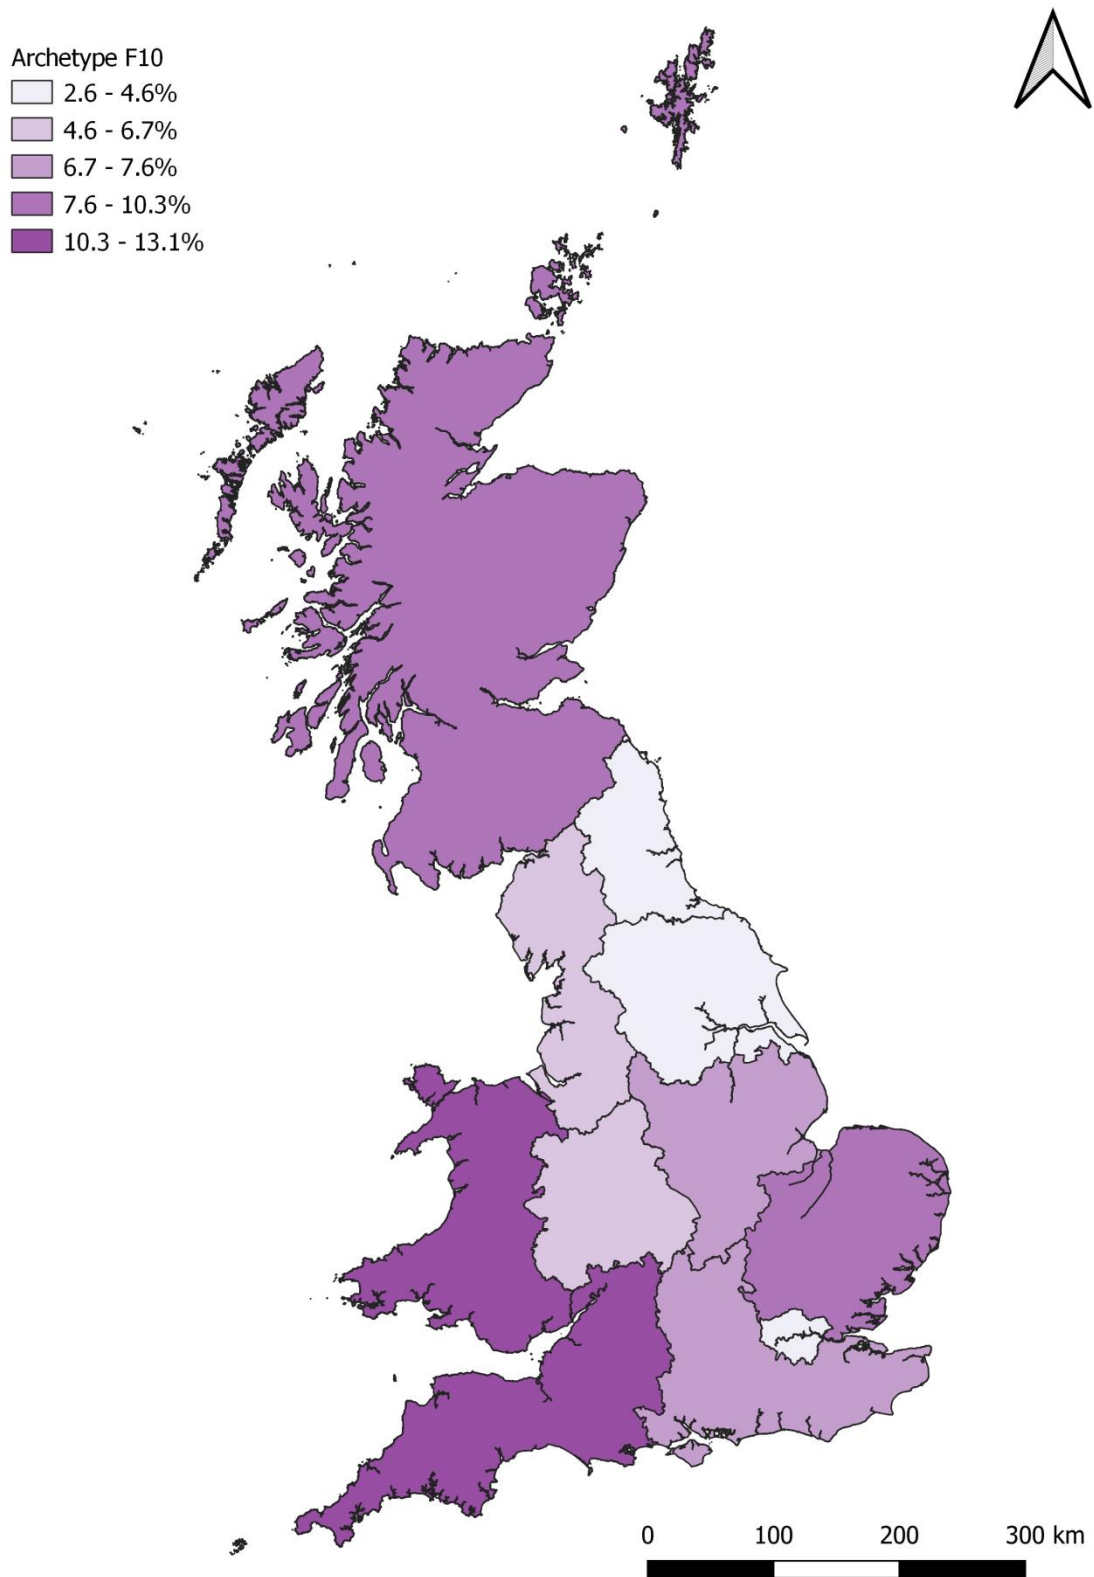 Archetype F10
2.6 - 4.6%
4.6 - 6.7%
6.7 - 7.6%
7.6 - 10.3%
10.3 - 13.1%
0 100 200 300 km